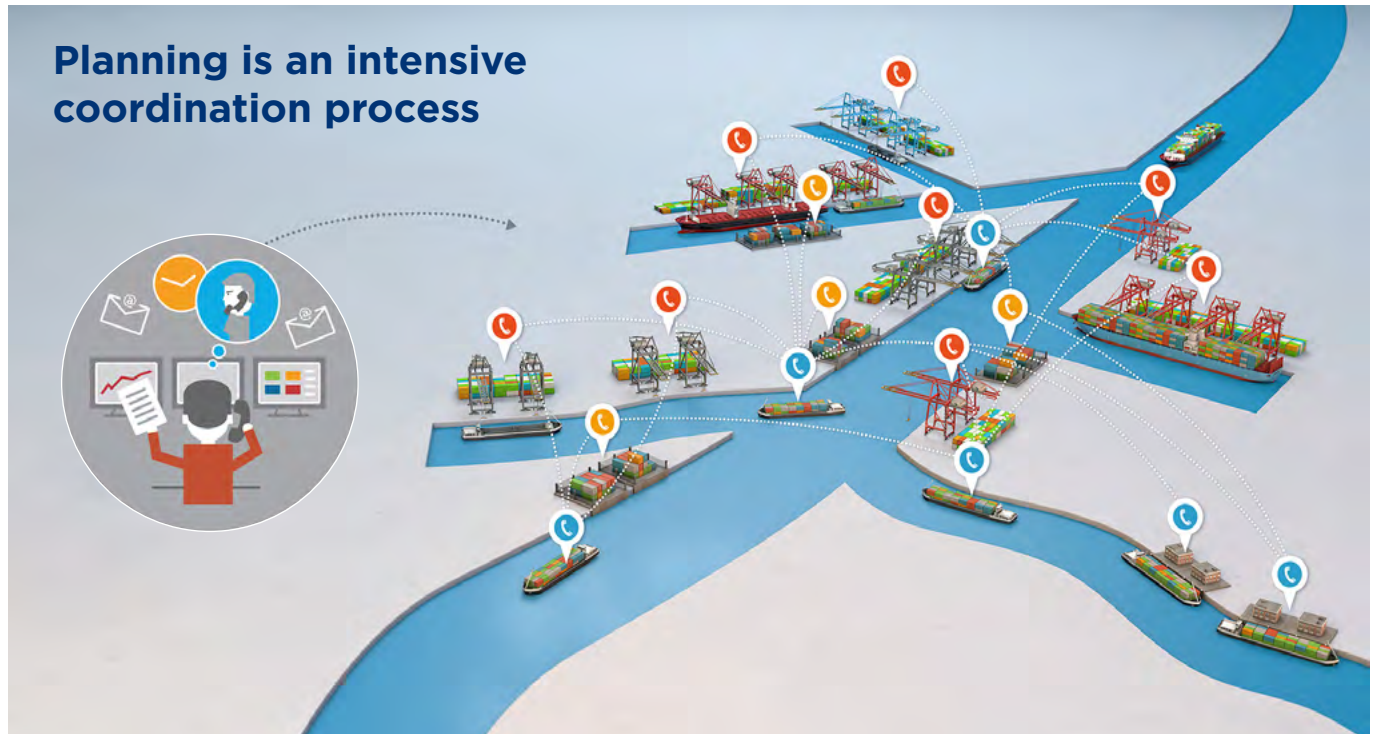 Planning is an intensive
coordination process
@
@